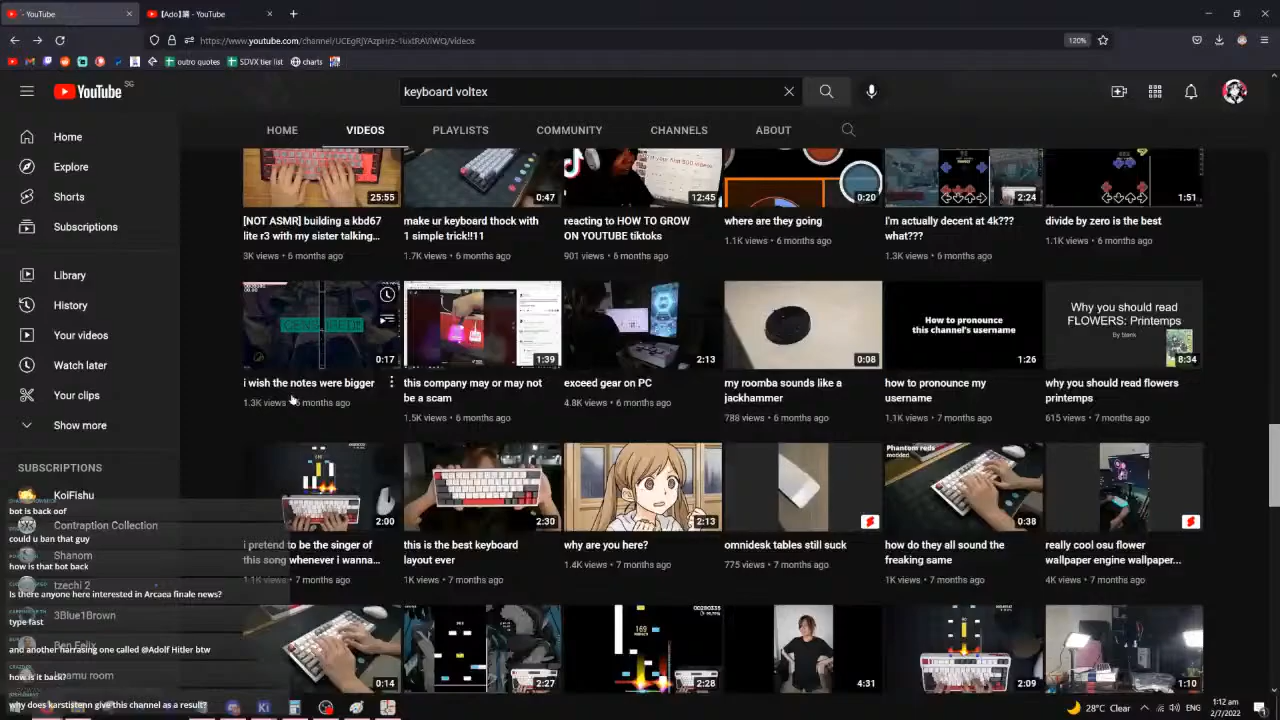 - YouTube
【Ado】踊 - YouTube
https://www.youtube.com/channel/UCEgRjYAzpHrz-1uxtRAVlWQ/videos
120%
outro quotes
SDVX tier list
charts
YouTube
SG
keyboard voltex
HOME
VIDEOS
PLAYLISTS
COMMUNITY
CHANNELS
ABOUT
Home
Explore
Shorts
Subscriptions
Library
History
Your videos
Watch later
Your clips
Show more
SUBSCRIPTIONS
KoiFishu
Contraption Collection
Shanom
tzechi 2
3Blue1Brown
Ben Felix
bot is back oof
could u ban that guy
how is that bot back
Is there anyone here interested in Arcaea finale news?
type fast
and another harrasing one called @Adolf Hitler btw
how is it back?
why does karstistenn give this channel as a result?
25:55
0:47
12:45
0:20
2:24
1:51
[NOT ASMR] building a kbd67
lite r3 with my sister talking...
3K views • 6 months ago
make ur keyboard thock with
1 simple trick!!11
1.7K views • 6 months ago
reacting to HOW TO GROW
ON YOUTUBE tiktoks
901 views • 6 months ago
where are they going
1.1K views • 6 months ago
I'm actually decent at 4k???
what???
1.3K views • 6 months ago
divide by zero is the best
1.1K views • 6 months ago
0:17
1:39
2:13
0:08
How to pronounce
this channel's username
1:26
Why you should read
FLOWERS: Printemps
8:34
i wish the notes were bigger
1.3K views • 6 months ago
this company may or may not
be a scam
1.5K views • 6 months ago
exceed gear on PC
4.8K views • 6 months ago
my roomba sounds like a
jackhammer
788 views • 6 months ago
how to pronounce my
username
1.1K views • 7 months ago
why you should read flowers
printemps
615 views • 7 months ago
2:00
2:30
2:13
Phantom reds
modded
0:38
i pretend to be the singer of
this song whenever i wanna...
1.1K views • 7 months ago
this is the best keyboard
layout ever
1K views • 7 months ago
why are you here?
1.4K views • 7 months ago
omnidesk tables still suck
775 views • 7 months ago
how do they all sound the
freaking same
1K views • 7 months ago
really cool osu flower
wallpaper engine wallpaper...
4K views • 7 months ago
0:14
2:27
169
2:28
4:31
2:09
1:10
28°C Clear
ENG
1:12 am
2/7/2022